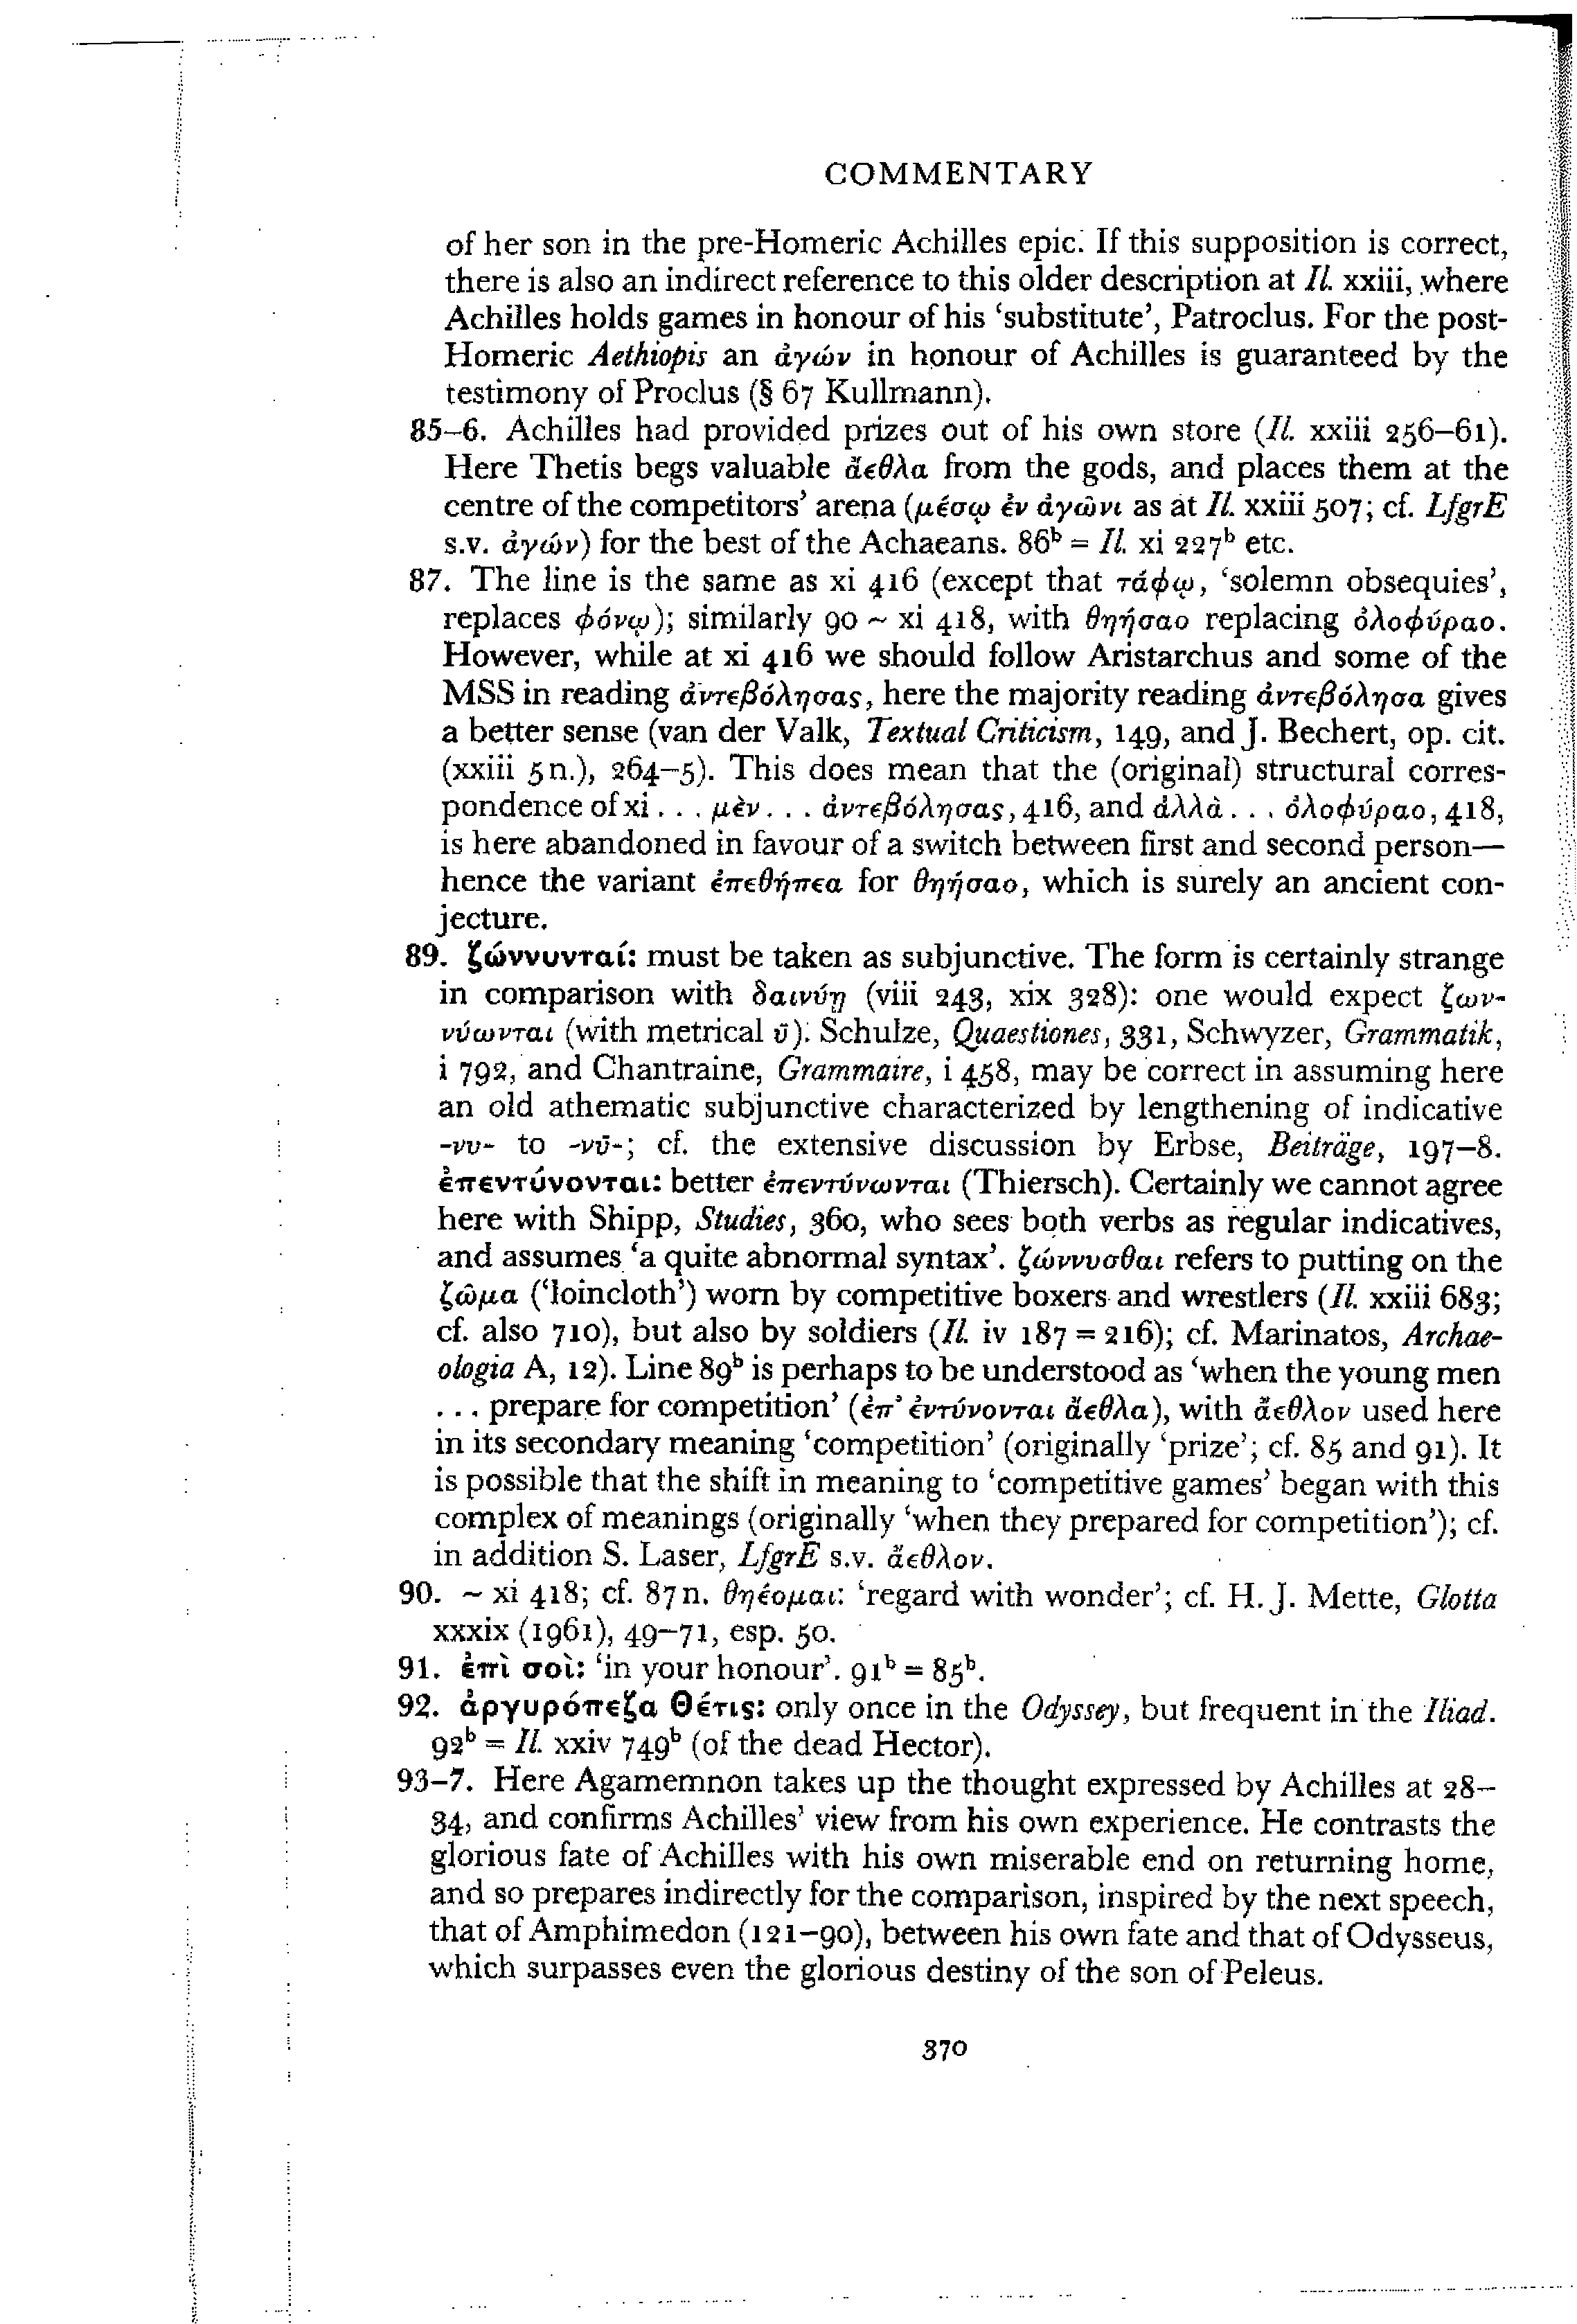 COMMENTARY
of her son in the pre-Homeric Achilles epic. If this supposition is correct,
there is also an indirect reference to this older description at Il. xxiii, where
Achilles holds games in honour of his ‘substitute’, Patroclus. For the post-
Homeric Aethiopis an ἀγών in honour of Achilles is guaranteed by the
testimony of Proclus (§ 67 Kullmann).
85–6. Achilles had provided prizes out of his own store (Il. xxiii 256–61).
Here Thetis begs valuable ἄεθλα from the gods, and places them at the
centre of the competitors’ arena (μέσῳ ἐν ἀγῶνι as at Il. xxiii 507; cf. LfgrE
s.v. ἀγών) for the best of the Achaeans. 86ᵇ = Il. xi 227ᵇ etc.
87. The line is the same as xi 416 (except that τάφῳ, ‘solemn obsequies’,
replaces φόνῳ); similarly 90 ~ xi 418, with θηήσαο replacing ὀλοφύραο.
However, while at xi 416 we should follow Aristarchus and some of the
MSS in reading ἀντεβόλησας, here the majority reading ἀντεβόλησα gives
a better sense (van der Valk, Textual Criticism, 149, and J. Bechert, op. cit.
(xxiii 5 n.), 264–5). This does mean that the (original) structural corres-
pondence of xi . . . μὲν . . . ἀντεβόλησας, 416, and ἀλλὰ . . . ὀλοφύραο, 418,
is here abandoned in favour of a switch between first and second person—
hence the variant ἐπεθήπεα for θηήσαο, which is surely an ancient con-
jecture.
89. ζώννυνταί: must be taken as subjunctive. The form is certainly strange
in comparison with δαινύῃ (viii 243, xix 328): one would expect ζων-
νύωνται (with metrical ῡ). Schulze, Quaestiones, 331, Schwyzer, Grammatik,
i 792, and Chantraine, Grammaire, i 458, may be correct in assuming here
an old athematic subjunctive characterized by lengthening of indicative
-νυ- to -νῡ-; cf. the extensive discussion by Erbse, Beiträge, 197–8.
ἐπεντύνονται: better ἐπεντύνωνται (Thiersch). Certainly we cannot agree
here with Shipp, Studies, 360, who sees both verbs as regular indicatives,
and assumes ‘a quite abnormal syntax’. ζώννυσθαι refers to putting on the
ζῶμα (‘loincloth’) worn by competitive boxers and wrestlers (Il. xxiii 683;
cf. also 710), but also by soldiers (Il. iv 187 = 216); cf. Marinatos, Archae-
ologia A, 12). Line 89ᵇ is perhaps to be understood as ‘when the young men
. . . prepare for competition’ (ἐπ’ ἐντύνονται ἄεθλα), with ἄεθλον used here
in its secondary meaning ‘competition’ (originally ‘prize’; cf. 85 and 91). It
is possible that the shift in meaning to ‘competitive games’ began with this
complex of meanings (originally ‘when they prepared for competition’); cf.
in addition S. Laser, LfgrE s.v. ἄεθλον.
90. ~ xi 418; cf. 87 n. θηέομαι: ‘regard with wonder’; cf. H. J. Mette, Glotta
xxxix (1961), 49–71, esp. 50.
91. ἐπὶ σοὶ: ‘in your honour’. 91ᵇ = 85ᵇ.
92. ἀργυρόπεζα Θέτις: only once in the Odyssey, but frequent in the Iliad.
92ᵇ = Il. xxiv 749ᵇ (of the dead Hector).
93–7. Here Agamemnon takes up the thought expressed by Achilles at 28–
34, and confirms Achilles’ view from his own experience. He contrasts the
glorious fate of Achilles with his own miserable end on returning home,
and so prepares indirectly for the comparison, inspired by the next speech,
that of Amphimedon (121–90), between his own fate and that of Odysseus,
which surpasses even the glorious destiny of the son of Peleus.
370